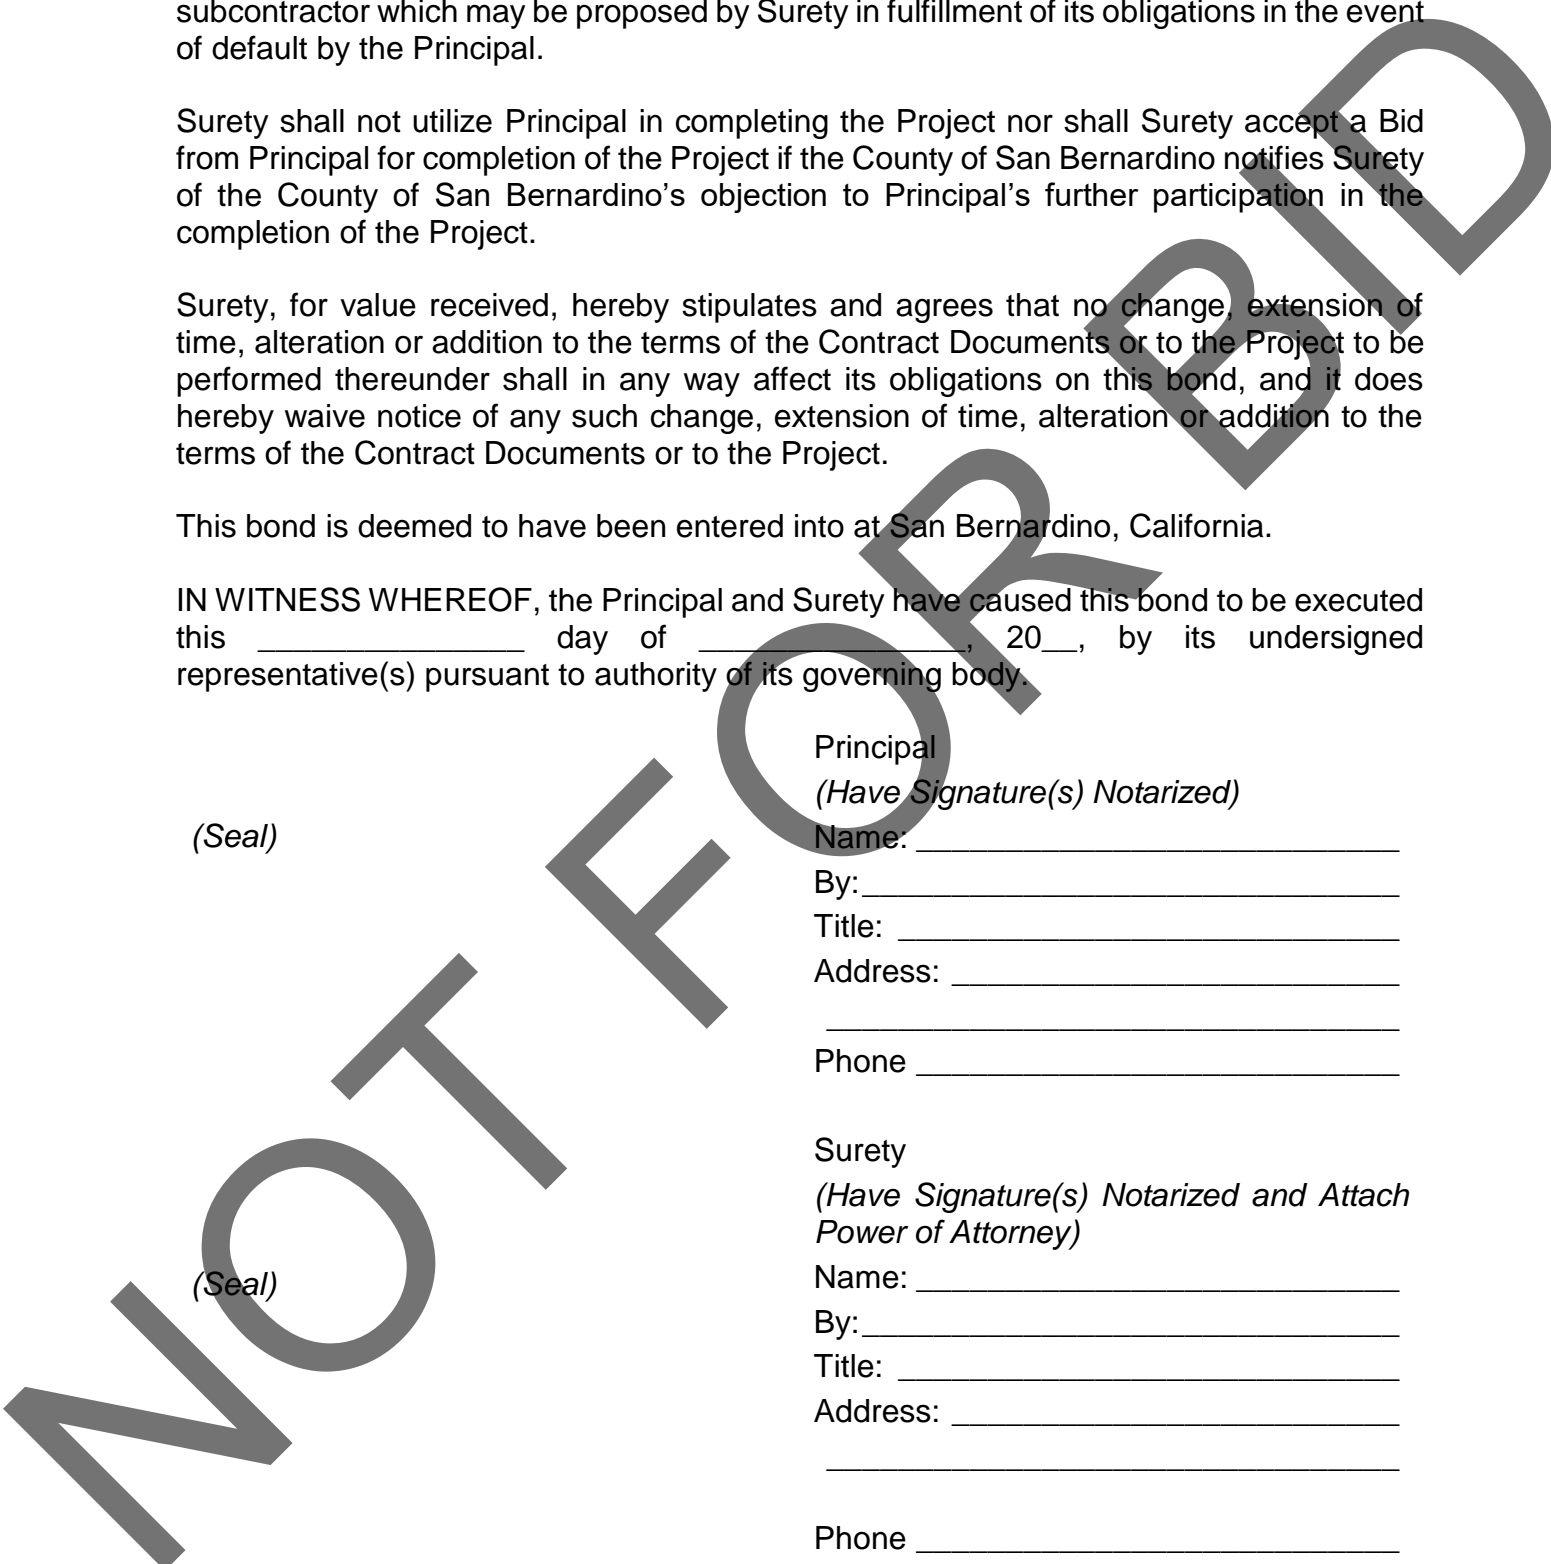 subcontractor which may be proposed by Surety in fulfillment of its obligations in the event
of default by the Principal.
Surety shall not utilize Principal in completing the Project nor shall Surety accept a Bid
from Principal for completion of the Project if the County of San Bernardino notifies Surety
of the County of San Bernardino’s objection to Principal’s further participation in the
completion of the Project.
Surety, for value received, hereby stipulates and agrees that no change, extension of
time, alteration or addition to the terms of the Contract Documents or to the Project to be
performed thereunder shall in any way affect its obligations on this bond, and it does
hereby waive notice of any such change, extension of time, alteration or addition to the
terms of the Contract Documents or to the Project.
This bond is deemed to have been entered into at San Bernardino, California.
IN WITNESS WHEREOF, the Principal and Surety have caused this bond to be executed
this _______________ day of _______________, 20__, by its undersigned
representative(s) pursuant to authority of its governing body.
Principal
(Have Signature(s) Notarized)
(Seal)
Name: ___________________________
By:______________________________
Title: ____________________________
Address: _________________________
________________________________
Phone ___________________________
Surety
(Have Signature(s) Notarized and Attach
Power of Attorney)
(Seal)
Name: ___________________________
By:______________________________
Title: ____________________________
Address: _________________________
________________________________
Phone ___________________________
NOT FOR BID